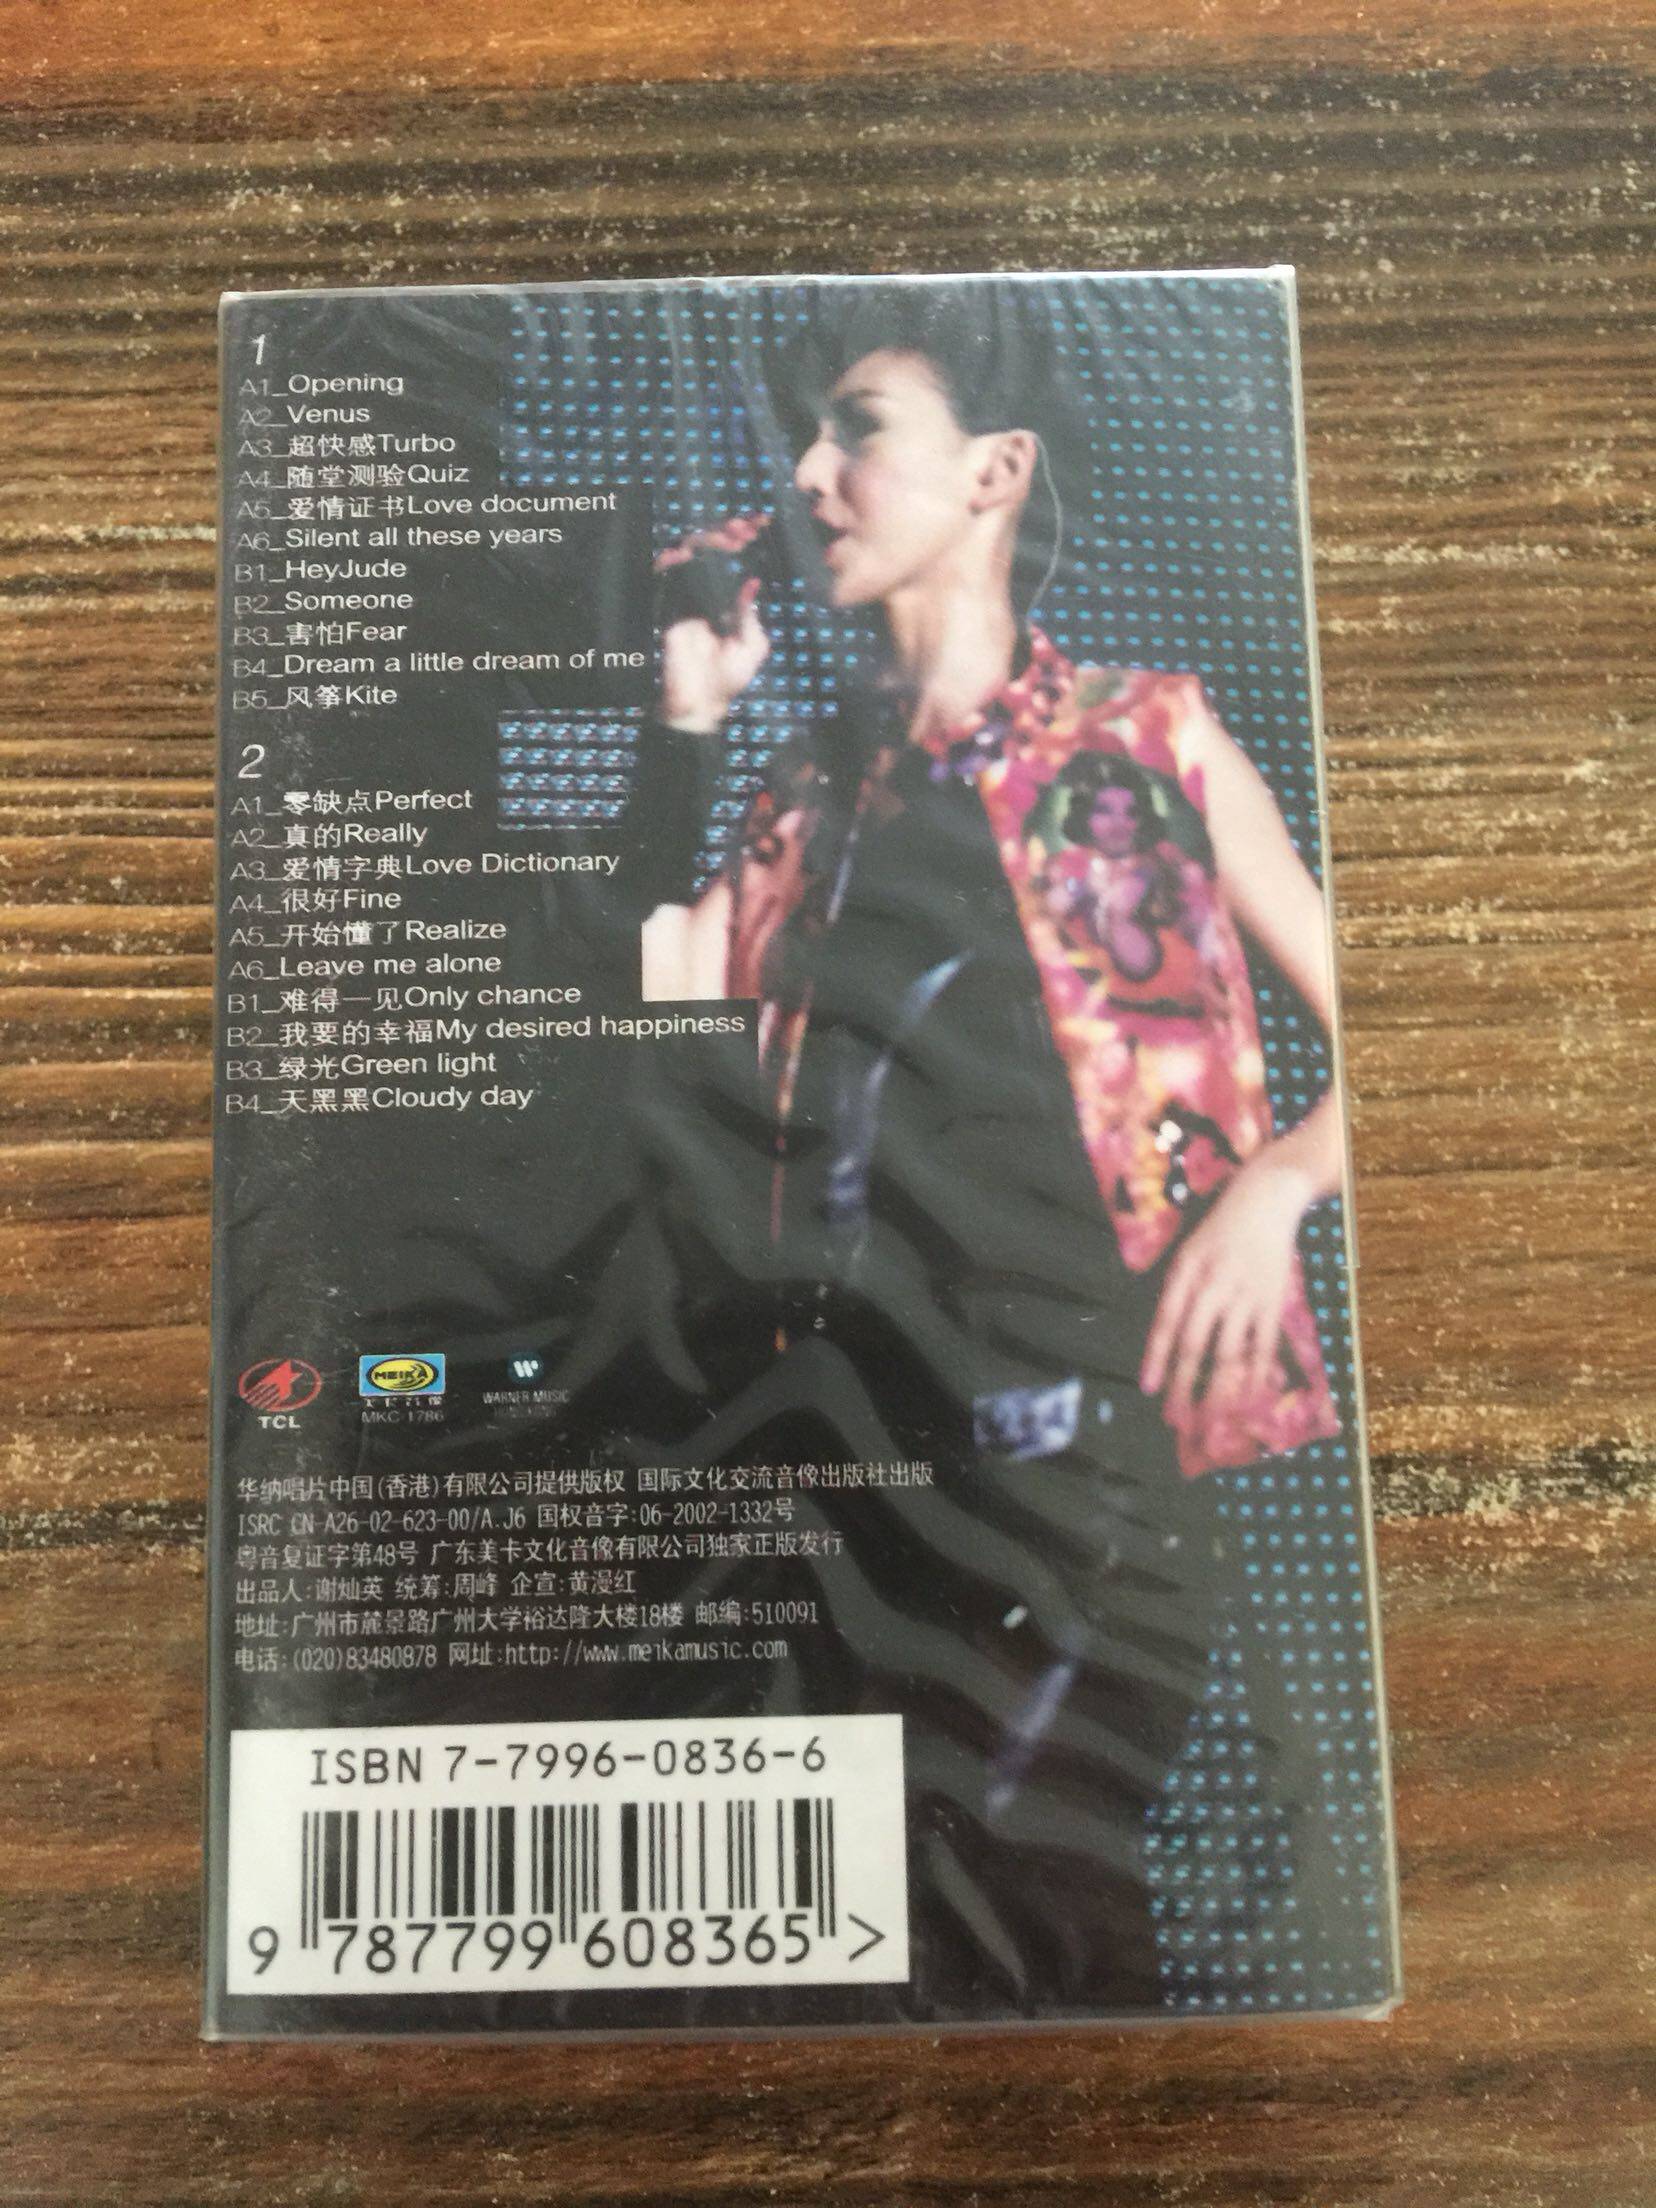 1
A1_Opening
A2_Venus
A3_超快感Turbo
A4_随堂测验Quiz
A5_爱情证书Love document
A6_Silent all these years
B1_HeyJude
B2_Someone
B3_害怕Fear
B4_Dream a little dream of me
B5_风筝Kite
2
A1_零缺点Perfect
A2_真的Really
A3_爱情字典Love Dictionary
A4_很好Fine
A5_开始懂了Realize
A6_Leave me alone
B1_难得一见Only chance
B2_我要的幸福My desired happiness
B3_绿光Green light
B4_天黑黑Cloudy day
TCL
MEIKA
美卡音像
MKC-1786
WARNER MUSIC
华纳唱片中国(香港)有限公司提供版权 国际文化交流音像出版社出版
ISRC CN-A26-02-623-00/A.J6 国权音字:06-2002-1332号
粤音复证字第48号 广东美卡文化音像有限公司独家正版发行
出品人:谢灿英 统筹:周峰 企宣:黄漫红
地址:广州市麓景路广州大学裕达隆大楼18楼 邮编:510091
电话:(020)83480878 网址:http://www.meikamusic.com
ISBN 7-7996-0836-6
9 787799 608365 >